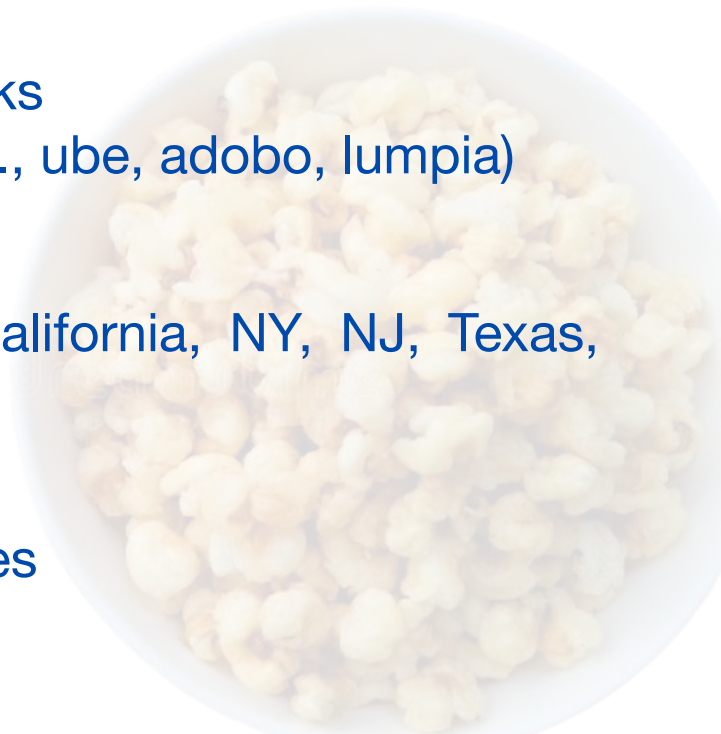 ks
., ube, adobo, lumpia)
alifornia, NY, NJ, Texas,
es